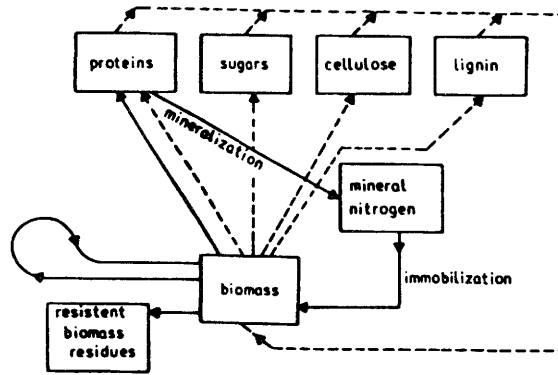 proteins
sugars
cellulose
lignin
mineralization
mineral
nitrogen
immobilization
biomass
resistent
biomass
residues